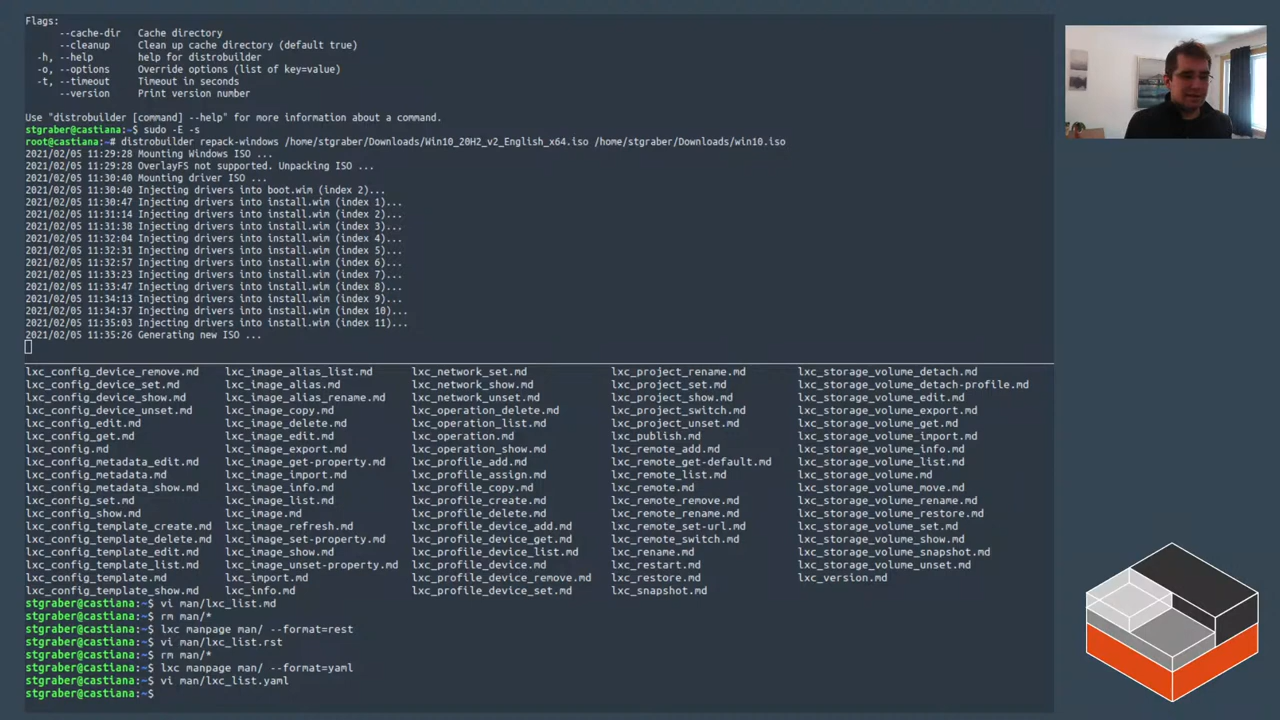 Flags:
--cache-dir Cache directory
--cleanup Clean up cache directory (default true)
-h, --help help for distrobuilder
-o, --options Override options (list of key=value)
-t, --timeout Timeout in seconds
--version Print version number
Use "distrobuilder [command] --help" for more information about a command.
stgraber@castiana:~$ sudo -E -s
root@castiana:~# distrobuilder repack-windows /home/stgraber/Downloads/Win10_20H2_v2_English_x64.iso /home/stgraber/Downloads/win10.iso
2021/02/05 11:29:28 Mounting Windows ISO ...
2021/02/05 11:29:28 OverlayFS not supported. Unpacking ISO ...
2021/02/05 11:30:40 Mounting driver ISO ...
2021/02/05 11:30:40 Injecting drivers into boot.wim (index 2)...
2021/02/05 11:30:47 Injecting drivers into install.wim (index 1)...
2021/02/05 11:31:14 Injecting drivers into install.wim (index 2)...
2021/02/05 11:31:38 Injecting drivers into install.wim (index 3)...
2021/02/05 11:32:04 Injecting drivers into install.wim (index 4)...
2021/02/05 11:32:31 Injecting drivers into install.wim (index 5)...
2021/02/05 11:32:57 Injecting drivers into install.wim (index 6)...
2021/02/05 11:33:23 Injecting drivers into install.wim (index 7)...
2021/02/05 11:33:47 Injecting drivers into install.wim (index 8)...
2021/02/05 11:34:13 Injecting drivers into install.wim (index 9)...
2021/02/05 11:34:37 Injecting drivers into install.wim (index 10)...
2021/02/05 11:35:03 Injecting drivers into install.wim (index 11)...
2021/02/05 11:35:26 Generating new ISO ...
lxc_config_device_remove.md lxc_image_alias_list.md lxc_network_set.md lxc_project_rename.md lxc_storage_volume_detach.md
lxc_config_device_set.md lxc_image_alias.md lxc_network_show.md lxc_project_set.md lxc_storage_volume_detach-profile.md
lxc_config_device_show.md lxc_image_alias_rename.md lxc_network_unset.md lxc_project_show.md lxc_storage_volume_edit.md
lxc_config_device_unset.md lxc_image_copy.md lxc_operation_delete.md lxc_project_switch.md lxc_storage_volume_export.md
lxc_config_edit.md lxc_image_delete.md lxc_operation_list.md lxc_project_unset.md lxc_storage_volume_get.md
lxc_config_get.md lxc_image_edit.md lxc_operation.md lxc_publish.md lxc_storage_volume_import.md
lxc_config.md lxc_image_export.md lxc_operation_show.md lxc_remote_add.md lxc_storage_volume_info.md
lxc_config_metadata_edit.md lxc_image_get-property.md lxc_profile_add.md lxc_remote_get-default.md lxc_storage_volume_list.md
lxc_config_metadata.md lxc_image_import.md lxc_profile_assign.md lxc_remote_list.md lxc_storage_volume.md
lxc_config_metadata_show.md lxc_image_info.md lxc_profile_copy.md lxc_remote.md lxc_storage_volume_move.md
lxc_config_set.md lxc_image_list.md lxc_profile_create.md lxc_remote_remove.md lxc_storage_volume_rename.md
lxc_config_show.md lxc_image.md lxc_profile_delete.md lxc_remote_rename.md lxc_storage_volume_restore.md
lxc_config_template_create.md lxc_image_refresh.md lxc_profile_device_add.md lxc_remote_set-url.md lxc_storage_volume_set.md
lxc_config_template_delete.md lxc_image_set-property.md lxc_profile_device_get.md lxc_remote_switch.md lxc_storage_volume_show.md
lxc_config_template_edit.md lxc_image_show.md lxc_profile_device_list.md lxc_rename.md lxc_storage_volume_snapshot.md
lxc_config_template_list.md lxc_image_unset-property.md lxc_profile_device.md lxc_restart.md lxc_storage_volume_unset.md
lxc_config_template.md lxc_import.md lxc_profile_device_remove.md lxc_restore.md lxc_version.md
lxc_config_template_show.md lxc_info.md lxc_profile_device_set.md lxc_snapshot.md
stgraber@castiana:~$ vi man/lxc_list.md
stgraber@castiana:~$ rm man/*
stgraber@castiana:~$ lxc manpage man/ --format=rest
stgraber@castiana:~$ vi man/lxc_list.rst
stgraber@castiana:~$ rm man/*
stgraber@castiana:~$ lxc manpage man/ --format=yaml
stgraber@castiana:~$ vi man/lxc_list.yaml
stgraber@castiana:~$